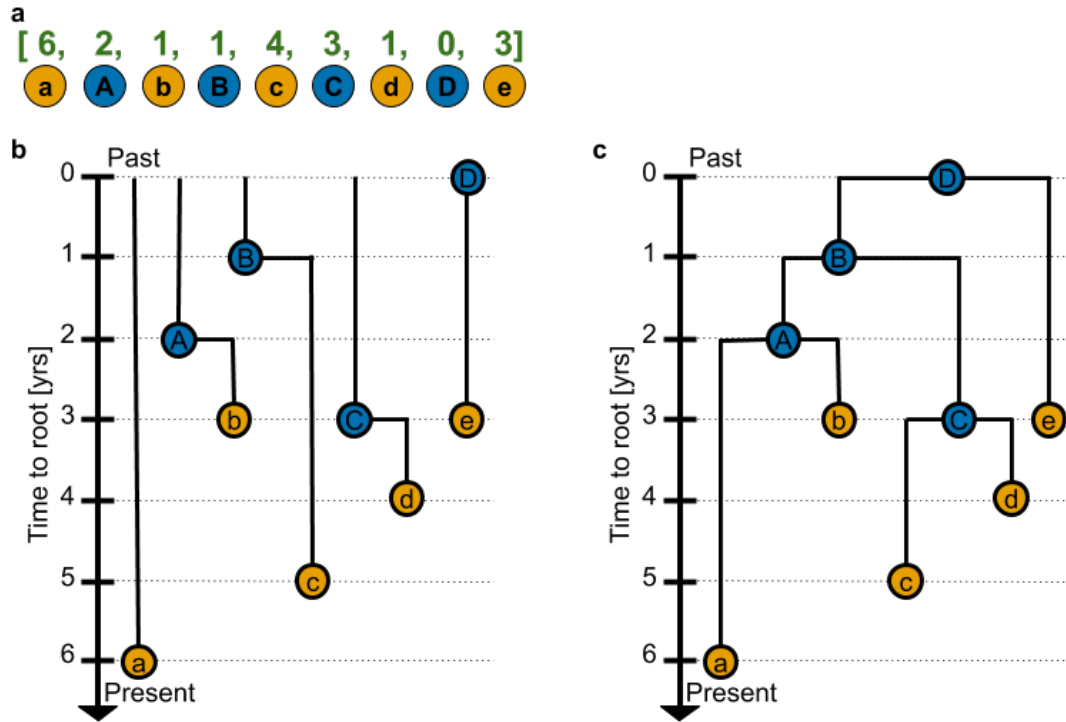 a
[ 6, 2, 1, 1, 4, 3, 1, 0, 3]
a A b B c C d D e
b
Past
Time to root [yrs]
0
1
2
3
4
5
6
D
B
A
b
C
e
d
c
a
Present
c
Past
Time to root [yrs]
0
1
2
3
4
5
6
D
B
A
b
C
e
d
c
a
Present